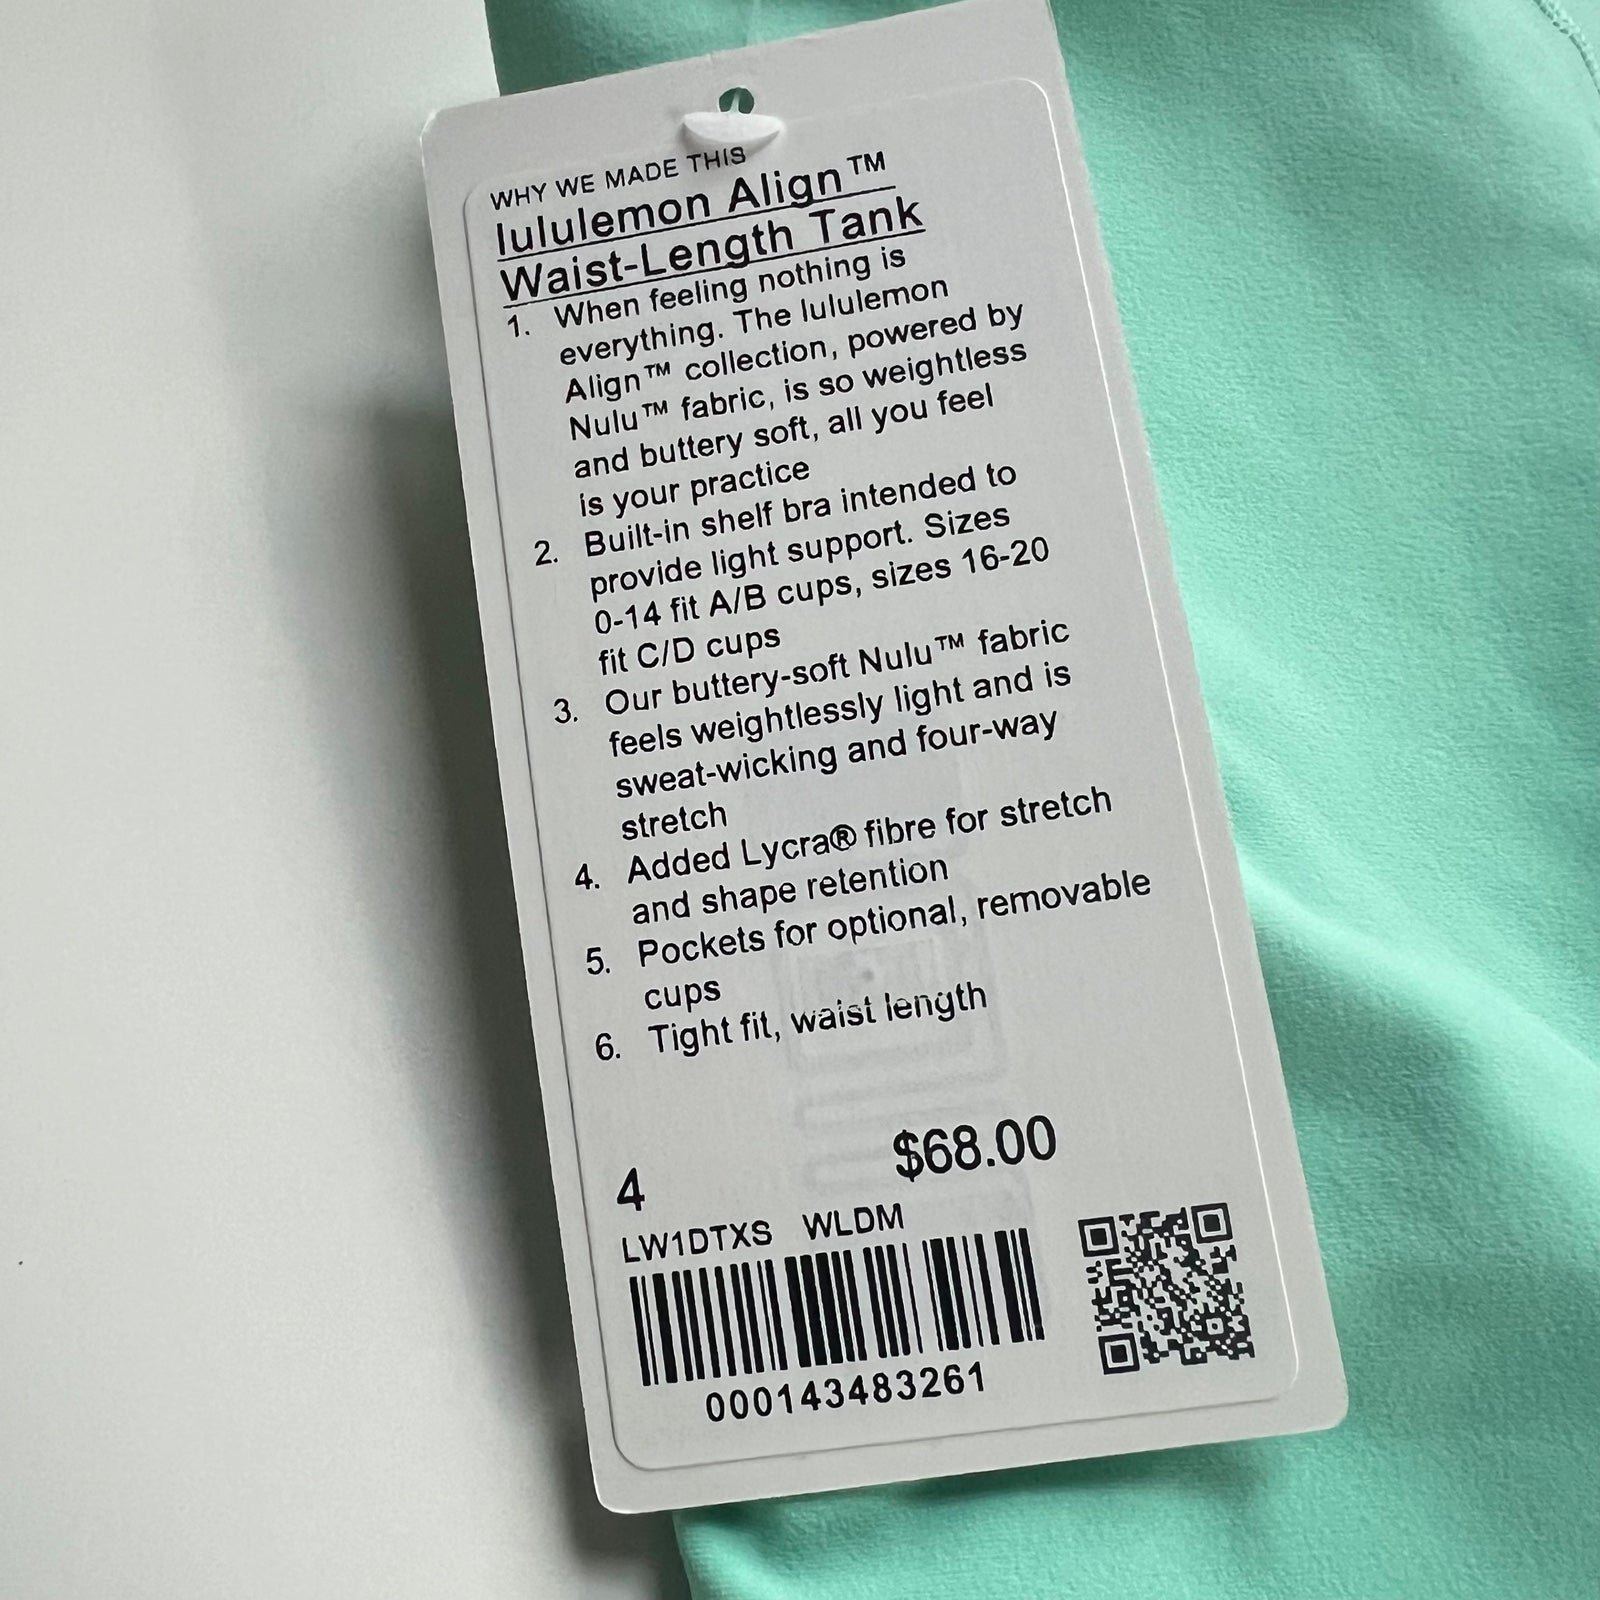 WHY WE MADE THIS
lululemon Align™
Waist-Length Tank
1. When feeling nothing is
everything. The lululemon
Align™ collection, powered by
Nulu™ fabric, is so weightless
and buttery soft, all you feel
is your practice
2. Built-in shelf bra intended to
provide light support. Sizes
0-14 fit A/B cups, sizes 16-20
fit C/D cups
3. Our buttery-soft Nulu™ fabric
feels weightlessly light and is
sweat-wicking and four-way
stretch
4. Added Lycra® fibre for stretch
and shape retention
5. Pockets for optional, removable
cups
6. Tight fit, waist length
4 $68.00
LW1DTXS WLDM
000143483261